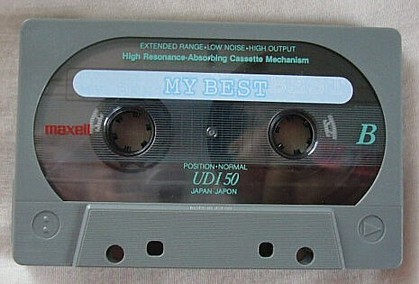 EXTENDED RANGE•LOW NOISE•HIGH OUTPUT
High Resonance-Absorbing Cassette Mechanism
MY BEST
maxell
B
POSITION•NORMAL
UDI 50
JAPAN JAPON